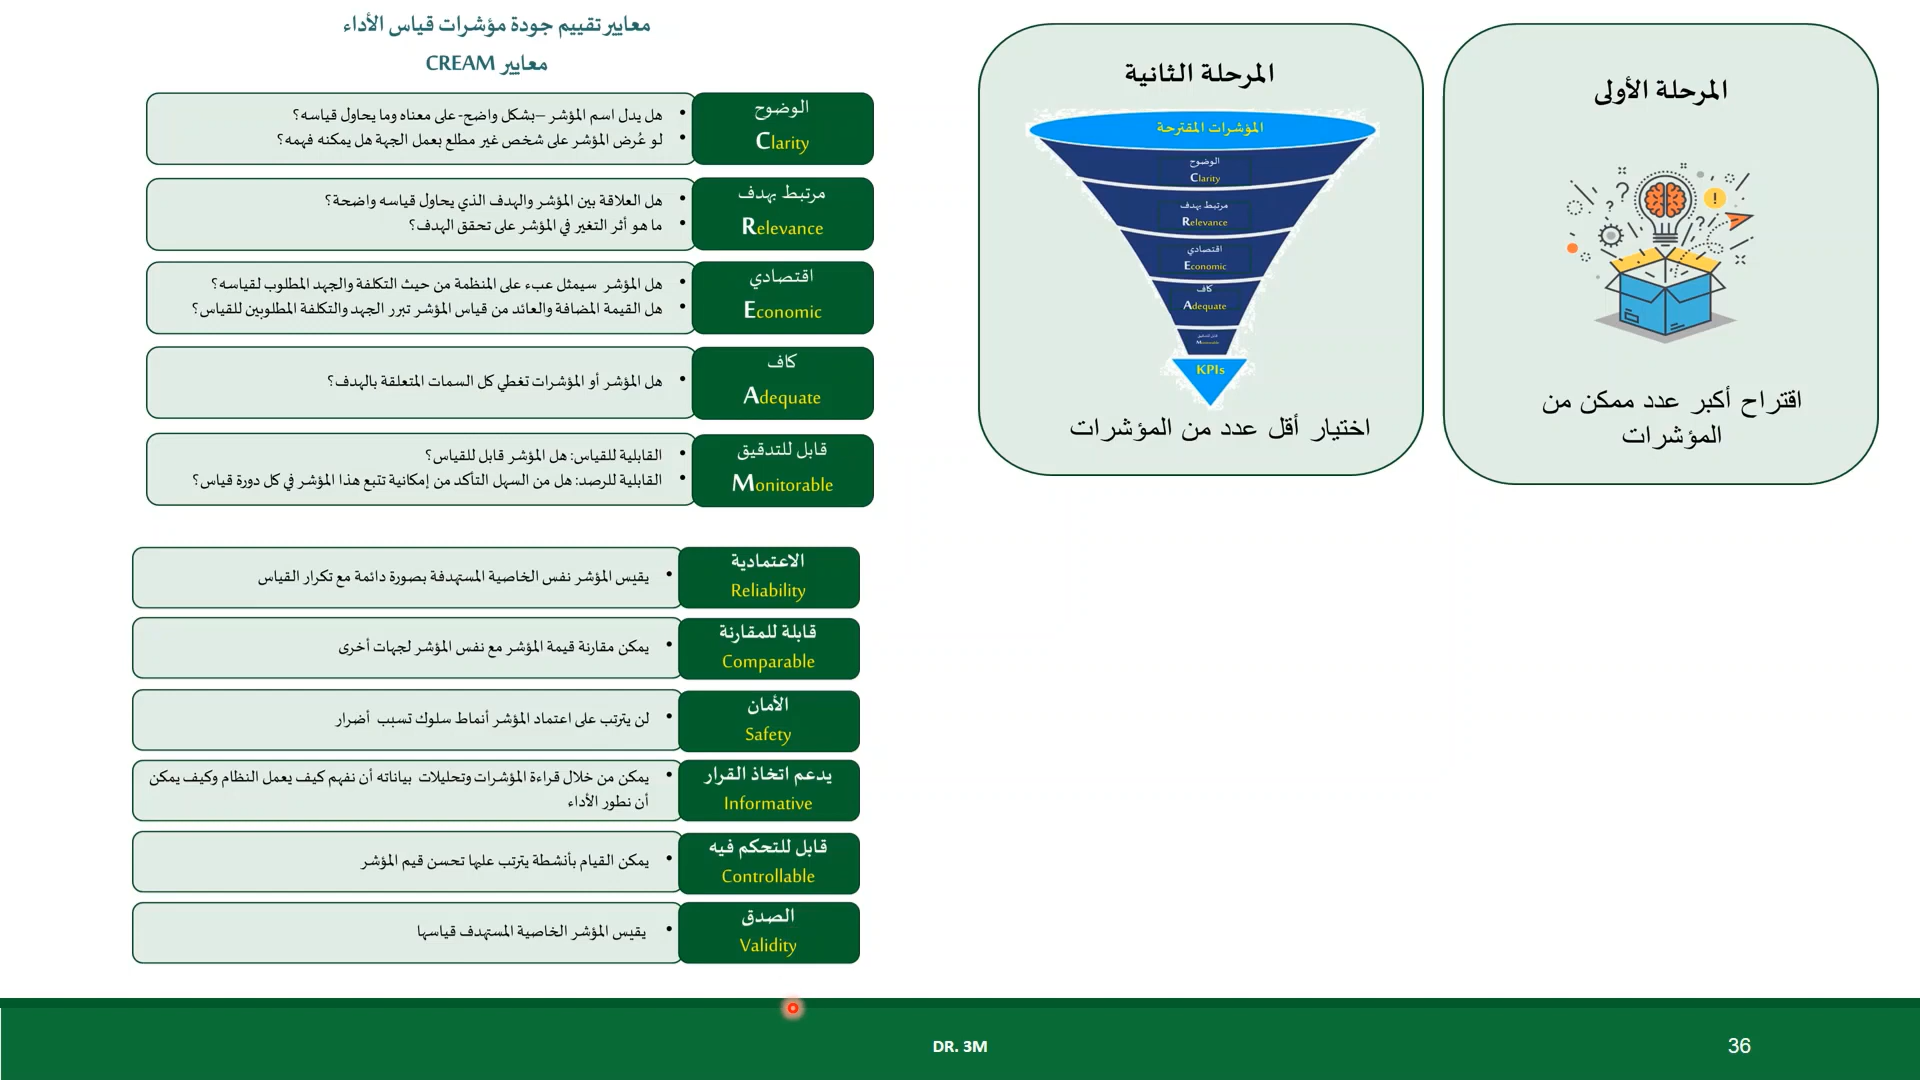 المرحلة الأولى
اقتراح أكبر عدد ممكن من
المؤشرات
المرحلة الثانية
المؤشرات المقترحة
الوضوح
Clarity
مرتبط بهدف
Relevance
اقتصادي
Economic
كاف
Adequate
قابل للتدقيق
Monitorable
KPIs
اختيار أقل عدد من المؤشرات
معايير تقييم جودة مؤشرات قياس الأداء
معايير CREAM
الوضوح
Clarity
• هل يدل اسم المؤشر –بشكل واضح- على معناه وما يحاول قياسه؟
• لو عُرض المؤشر على شخص غير مطلع بعمل الجهة هل يمكنه فهمه؟
مرتبط بهدف
Relevance
• هل العلاقة بين المؤشر والهدف الذي يحاول قياسه واضحة؟
• ما هو أثر التغير في المؤشر على تحقق الهدف؟
اقتصادي
Economic
• هل المؤشر سيمثل عبء على المنظمة من حيث التكلفة والجهد المطلوب لقياسه؟
• هل القيمة المضافة والعائد من قياس المؤشر تبرر الجهد والتكلفة المطلوبين للقياس؟
كاف
Adequate
• هل المؤشر أو المؤشرات تغطي كل السمات المتعلقة بالهدف؟
قابل للتدقيق
Monitorable
• القابلية للقياس: هل المؤشر قابل للقياس؟
• القابلية للرصد: هل من السهل التأكد من إمكانية تتبع هذا المؤشر في كل دورة قياس؟
الاعتمادية
Reliability
• يقيس المؤشر نفس الخاصية المستهدفة بصورة دائمة مع تكرار القياس
قابلة للمقارنة
Comparable
• يمكن مقارنة قيمة المؤشر مع نفس المؤشر لجهات أخرى
الأمان
Safety
• لن يترتب على اعتماد المؤشر أنماط سلوك تسبب أضرار
يدعم اتخاذ القرار
Informative
• يمكن من خلال قراءة المؤشرات وتحليلات بياناته أن نفهم كيف يعمل النظام وكيف يمكن
أن نطور الأداء
قابل للتحكم فيه
Controllable
• يمكن القيام بأنشطة يترتب عليها تحسن قيم المؤشر
الصدق
Validity
• يقيس المؤشر الخاصية المستهدف قياسها
DR. 3M
36